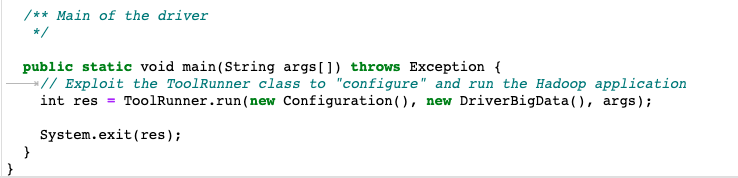 /** Main of the driver
*/
public static void main(String args[]) throws Exception {
// Exploit the ToolRunner class to "configure" and run the Hadoop application
int res = ToolRunner.run(new Configuration(), new DriverBigData(), args);
System.exit(res);
}
}